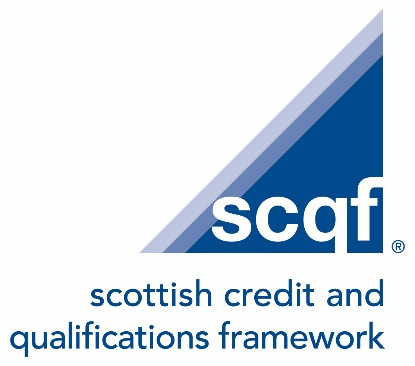 scqf®
scottish credit and
qualifications framework